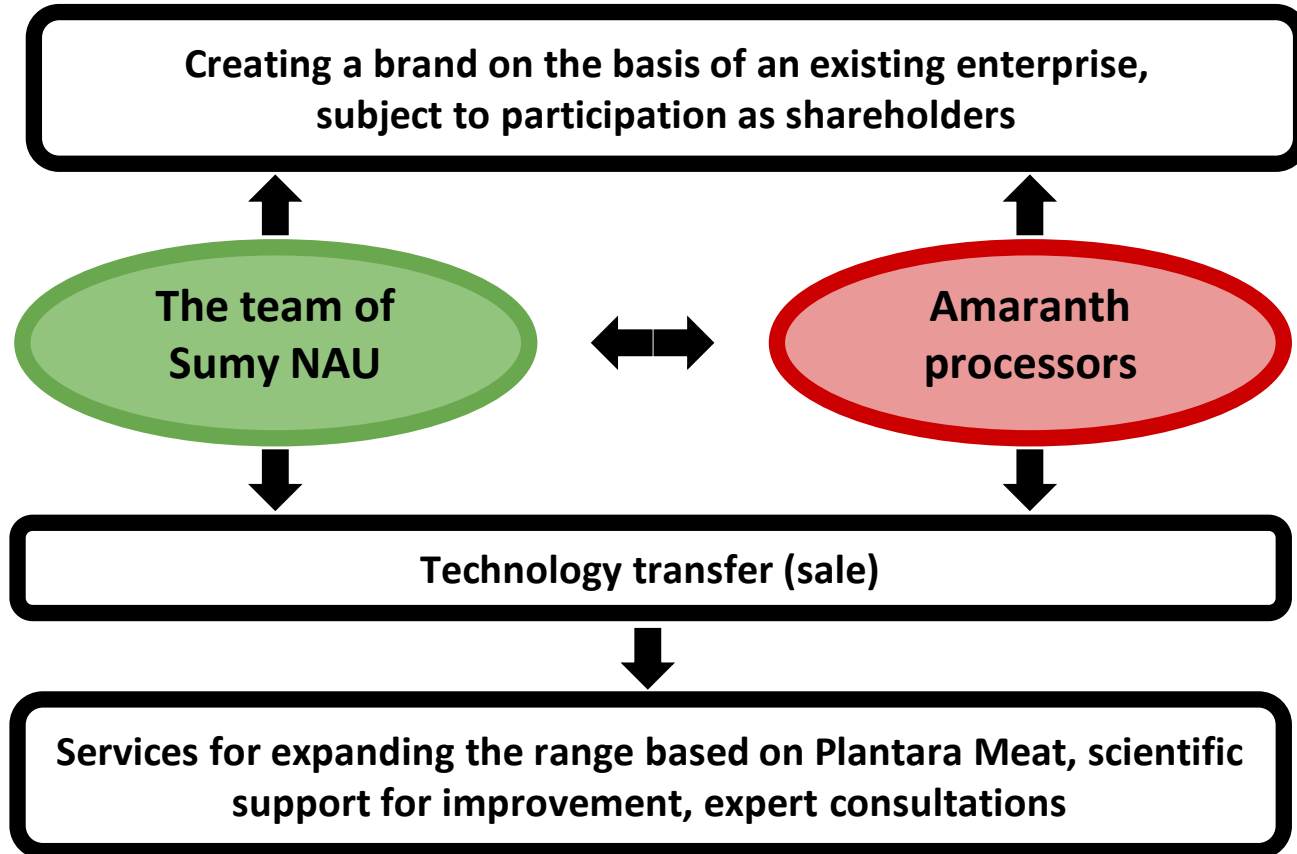 Creating a brand on the basis of an existing enterprise,
subject to participation as shareholders
The team of
Sumy NAU
Amaranth
processors
Technology transfer (sale)
Services for expanding the range based on Plantara Meat, scientific
support for improvement, expert consultations